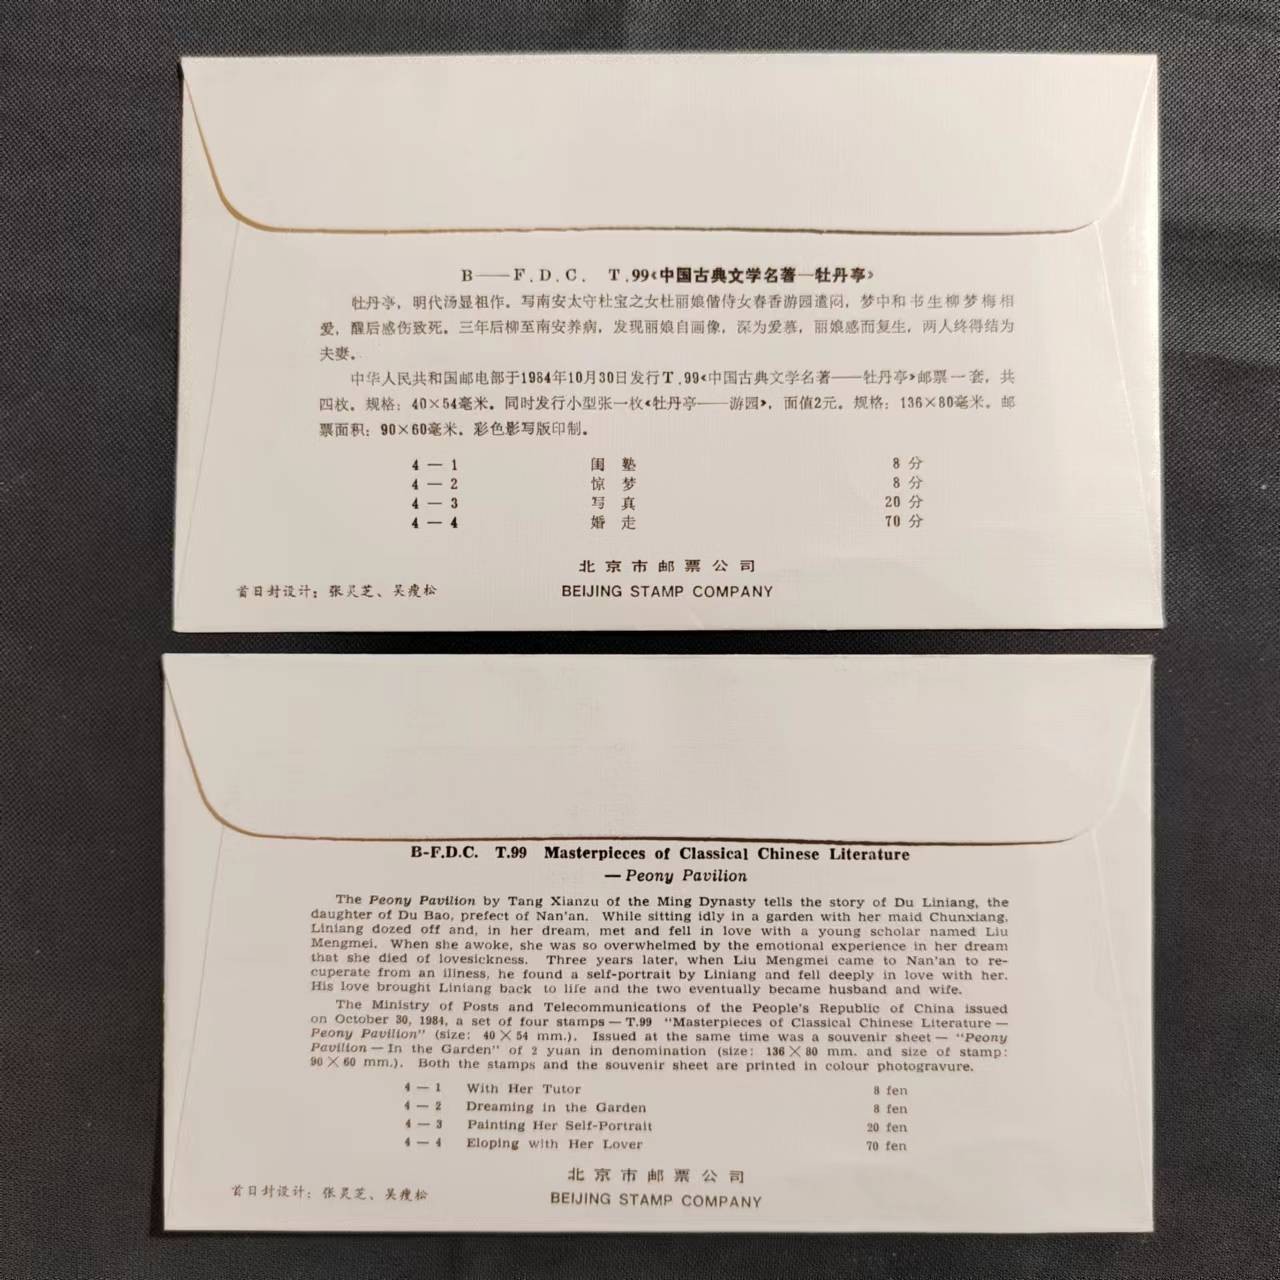 B——F.D.C. T.99《中国古典文学名著—牡丹亭》
牡丹亭，明代汤显祖作。写南安太守杜宝之女杜丽娘偕侍女春香游园遣闷，梦中和书生柳梦梅相
爱，醒后感伤致死。三年后柳至南安养病，发现丽娘自画像，深为爱慕，丽娘感而复生，两人终得结为
夫妻。
中华人民共和国邮电部于1984年10月30日发行T.99《中国古典文学名著——牡丹亭》邮票一套，共
四枚。规格：40×54毫米。同时发行小型张一枚《牡丹亭——游园》，面值2元。规格：136×80毫米。邮
票面积：90×60毫米。彩色影写版印制。
4—1 闺塾 8分
4—2 惊梦 8分
4—3 写真 20分
4—4 婚走 70分
北京市邮票公司
首日封设计：张灵芝、吴瘦松 BEIJING STAMP COMPANY
B-F.D.C. T.99 Masterpieces of Classical Chinese Literature
—Peony Pavilion
The Peony Pavilion by Tang Xianzu of the Ming Dynasty tells the story of Du Liniang, the
daughter of Du Bao, prefect of Nan'an. While sitting idly in a garden with her maid Chunxiang,
Liniang dozed off and, in her dream, met and fell in love with a young scholar named Liu
Mengmei. When she awoke, she was so overwhelmed by the emotional experience in her dream
that she died of lovesickness. Three years later, when Liu Mengmei came to Nan'an to re-
cuperate from an illness, he found a self-portrait by Liniang and fell deeply in love with her.
His love brought Liniang back to life and the two eventually became husband and wife.
The Ministry of Posts and Telecommunications of the People's Republic of China issued
on October 30, 1984, a set of four stamps—T.99 "Masterpieces of Classical Chinese Literature—
Peony Pavilion" (size: 40×54 mm.). Issued at the same time was a souvenir sheet—"Peony
Pavilion—In the Garden" of 2 yuan in denomination (size: 136×80 mm. and size of stamp:
90×60 mm.). Both the stamps and the souvenir sheet are printed in colour photogravure.
4—1 With Her Tutor 8 fen
4—2 Dreaming in the Garden 8 fen
4—3 Painting Her Self-Portrait 20 fen
4—4 Eloping with Her Lover 70 fen
北京市邮票公司
首日封设计：张灵芝、吴瘦松 BEIJING STAMP COMPANY